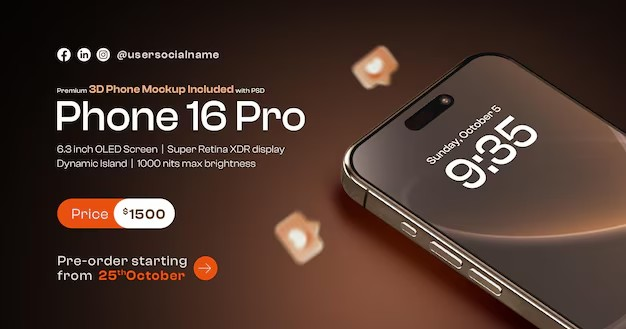 @usersocialname
Premium 3D Phone Mockup Included with PSD
Phone 16 Pro
6.3 inch OLED Screen | Super Retina XDR display
Dynamic Island | 1000 nits max brightness
Price $1500
Pre-order starting
from 25thOctober
Sunday, October 5
9:35